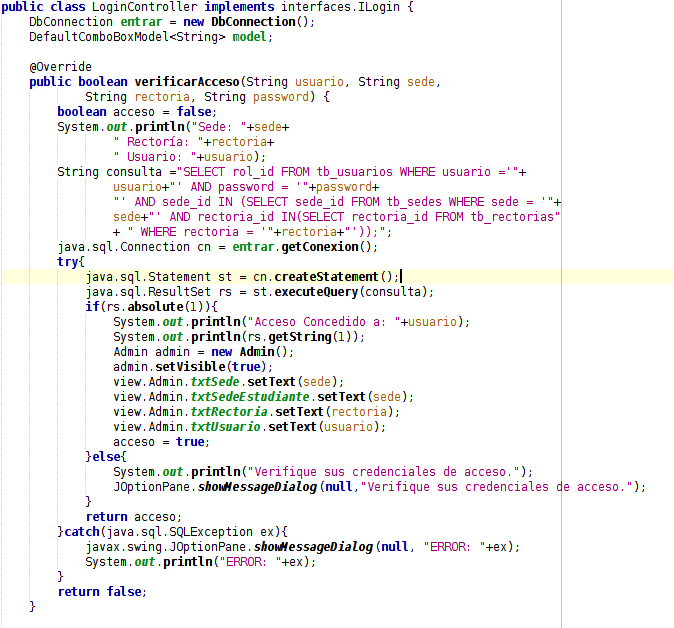 public class LoginController implements interfaces.ILogin {
    DbConnection entrar = new DbConnection();
    DefaultComboBoxModel<String> model;

    @Override
    public boolean verificarAcceso(String usuario, String sede,
            String rectoria, String password) {
        boolean acceso = false;
        System.out.println("Sede: "+sede+
                " Rectoría: "+rectoria+
                " Usuario: "+usuario);
        String consulta ="SELECT rol_id FROM tb_usuarios WHERE usuario ='"+
                usuario+"' AND password = '"+password+
                "' AND sede_id IN (SELECT sede_id FROM tb_sedes WHERE sede = '"+
                sede+"' AND rectoria_id IN(SELECT rectoria_id FROM tb_rectorias"
                + " WHERE rectoria = '"+rectoria+"'));";
        java.sql.Connection cn = entrar.getConexion();
        try{
            java.sql.Statement st = cn.createStatement();
            java.sql.ResultSet rs = st.executeQuery(consulta);
            if(rs.absolute(1)){
                System.out.println("Acceso Concedido a: "+usuario);
                System.out.println(rs.getString(1));
                Admin admin = new Admin();
                admin.setVisible(true);
                view.Admin.txtSede.setText(sede);
                view.Admin.txtSedeEstudiante.setText(sede);
                view.Admin.txtRectoria.setText(rectoria);
                view.Admin.txtUsuario.setText(usuario);
                acceso = true;
            }else{
                System.out.println("Verifique sus credenciales de acceso.");
                JOptionPane.showMessageDialog(null,"Verifique sus credenciales de acceso.");
            }
            return acceso;
        }catch(java.sql.SQLException ex){
            javax.swing.JOptionPane.showMessageDialog(null, "ERROR: "+ex);
            System.out.println("ERROR: "+ex);
        }
        return false;
    }